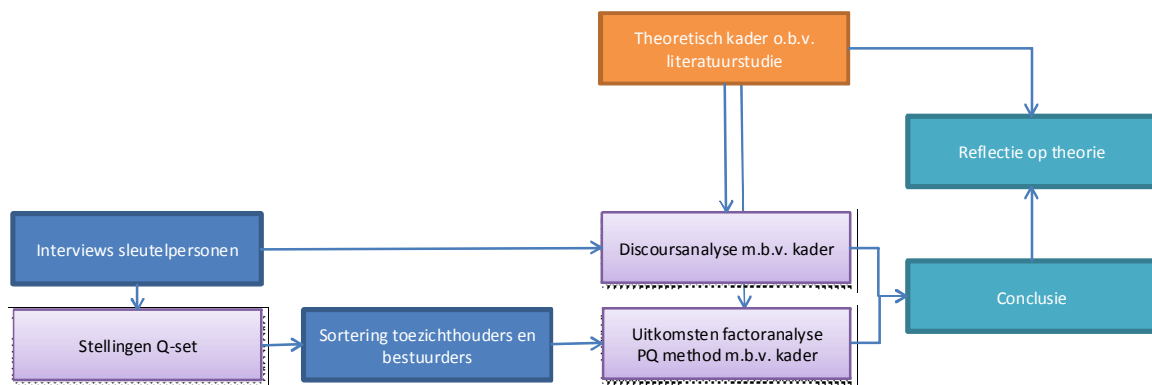 Theoretisch kader o.b.v.
literatuurstudie
Reflectie op theorie
Interviews sleutelpersonen
Discoursanalyse m.b.v. kader
Conclusie
Stellingen Q-set
Sortering toezichthouders en
bestuurders
Uitkomsten factoranalyse
PQ method m.b.v. kader